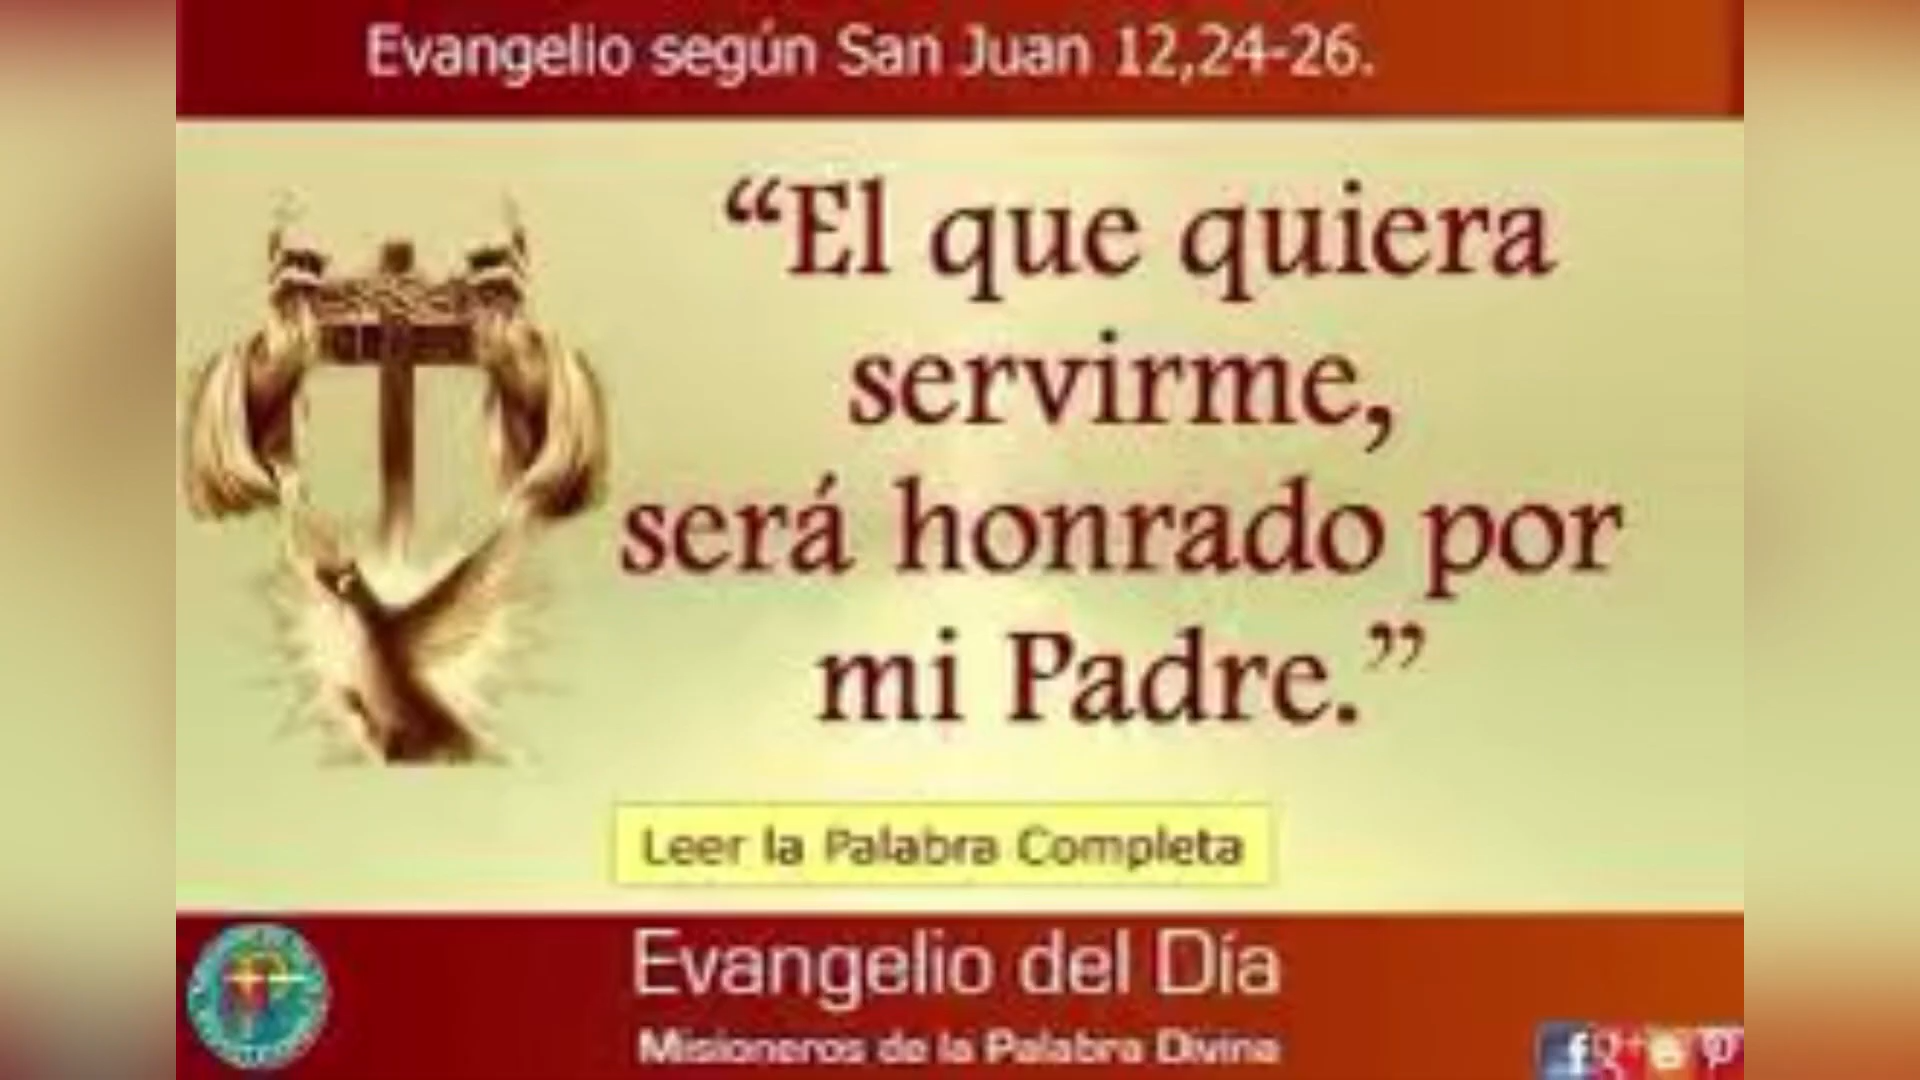 Evangelio según San Juan 12,24-26.
“El que quiera
servirme,
será honrado por
mi Padre.”
Leer la Palabra Completa
Evangelio del Día
Misioneros de la Palabra Divina